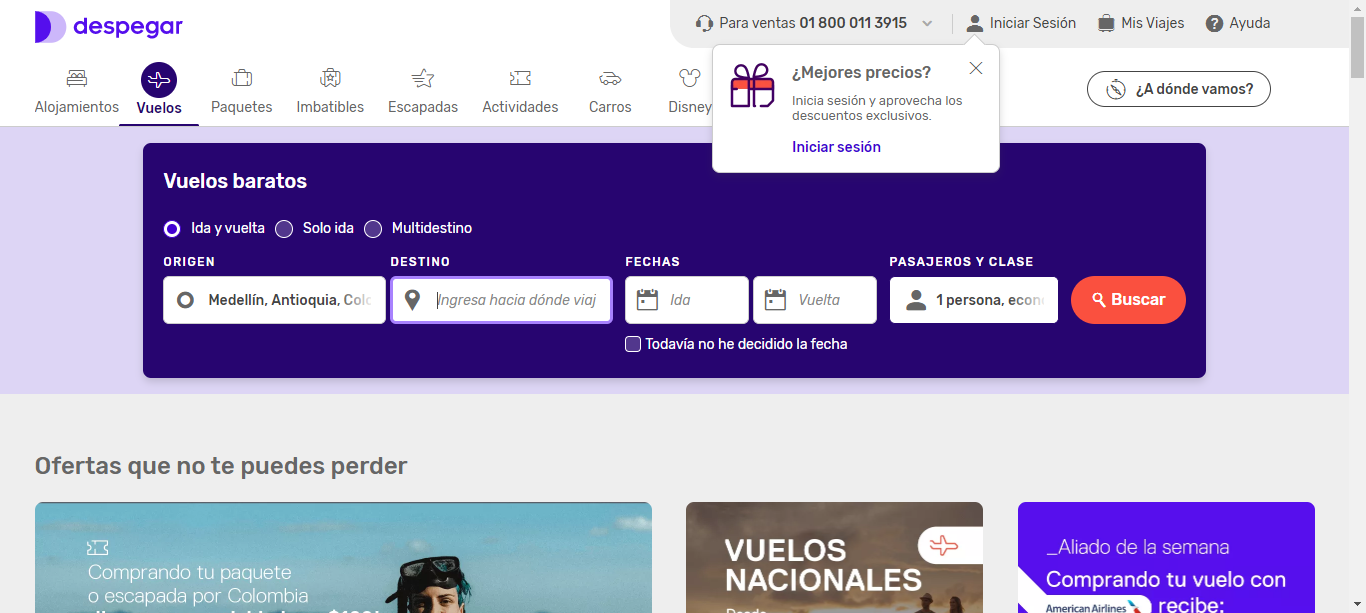 despegar
Para ventas 01 800 011 3915
Iniciar Sesión
Mis Viajes
Ayuda
Alojamientos
Vuelos
Paquetes
Imbatibles
Escapadas
Actividades
Carros
Disney
¿Mejores precios?
Inicia sesión y aprovecha los
descuentos exclusivos.
Iniciar sesión
¿A dónde vamos?
Vuelos baratos
Ida y vuelta
Solo ida
Multidestino
ORIGEN
DESTINO
FECHAS
PASAJEROS Y CLASE
Medellín, Antioquia, Col
Ingresa hacia dónde viaj
Ida
Vuelta
1 persona, econ
Buscar
Todavía no he decidido la fecha
Ofertas que no te puedes perder
Comprando tu paquete
o escapada por Colombia
VUELOS
NACIONALES
Desde
_Aliado de la semana
Comprando tu vuelo con
American Airlines recibe: